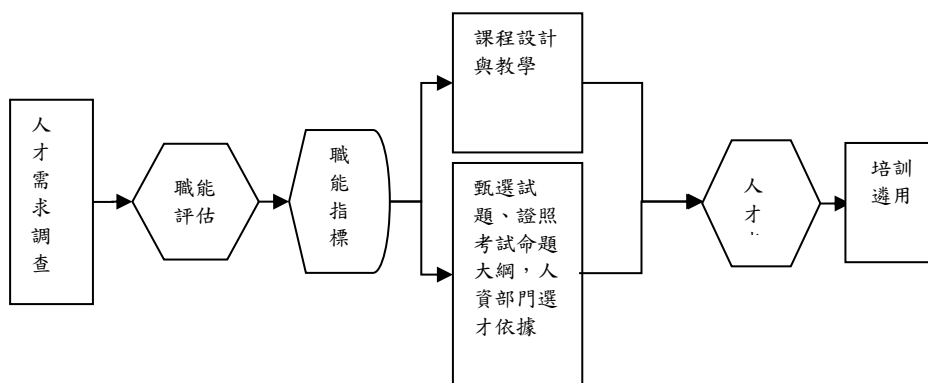 人
才
需
求
調
查
職能
評估
職
能
指
標
課程設計
與教學
甄選試
題、證照
考試命題
大綱，人
資部門選
才依據
人
才
培訓
遴用